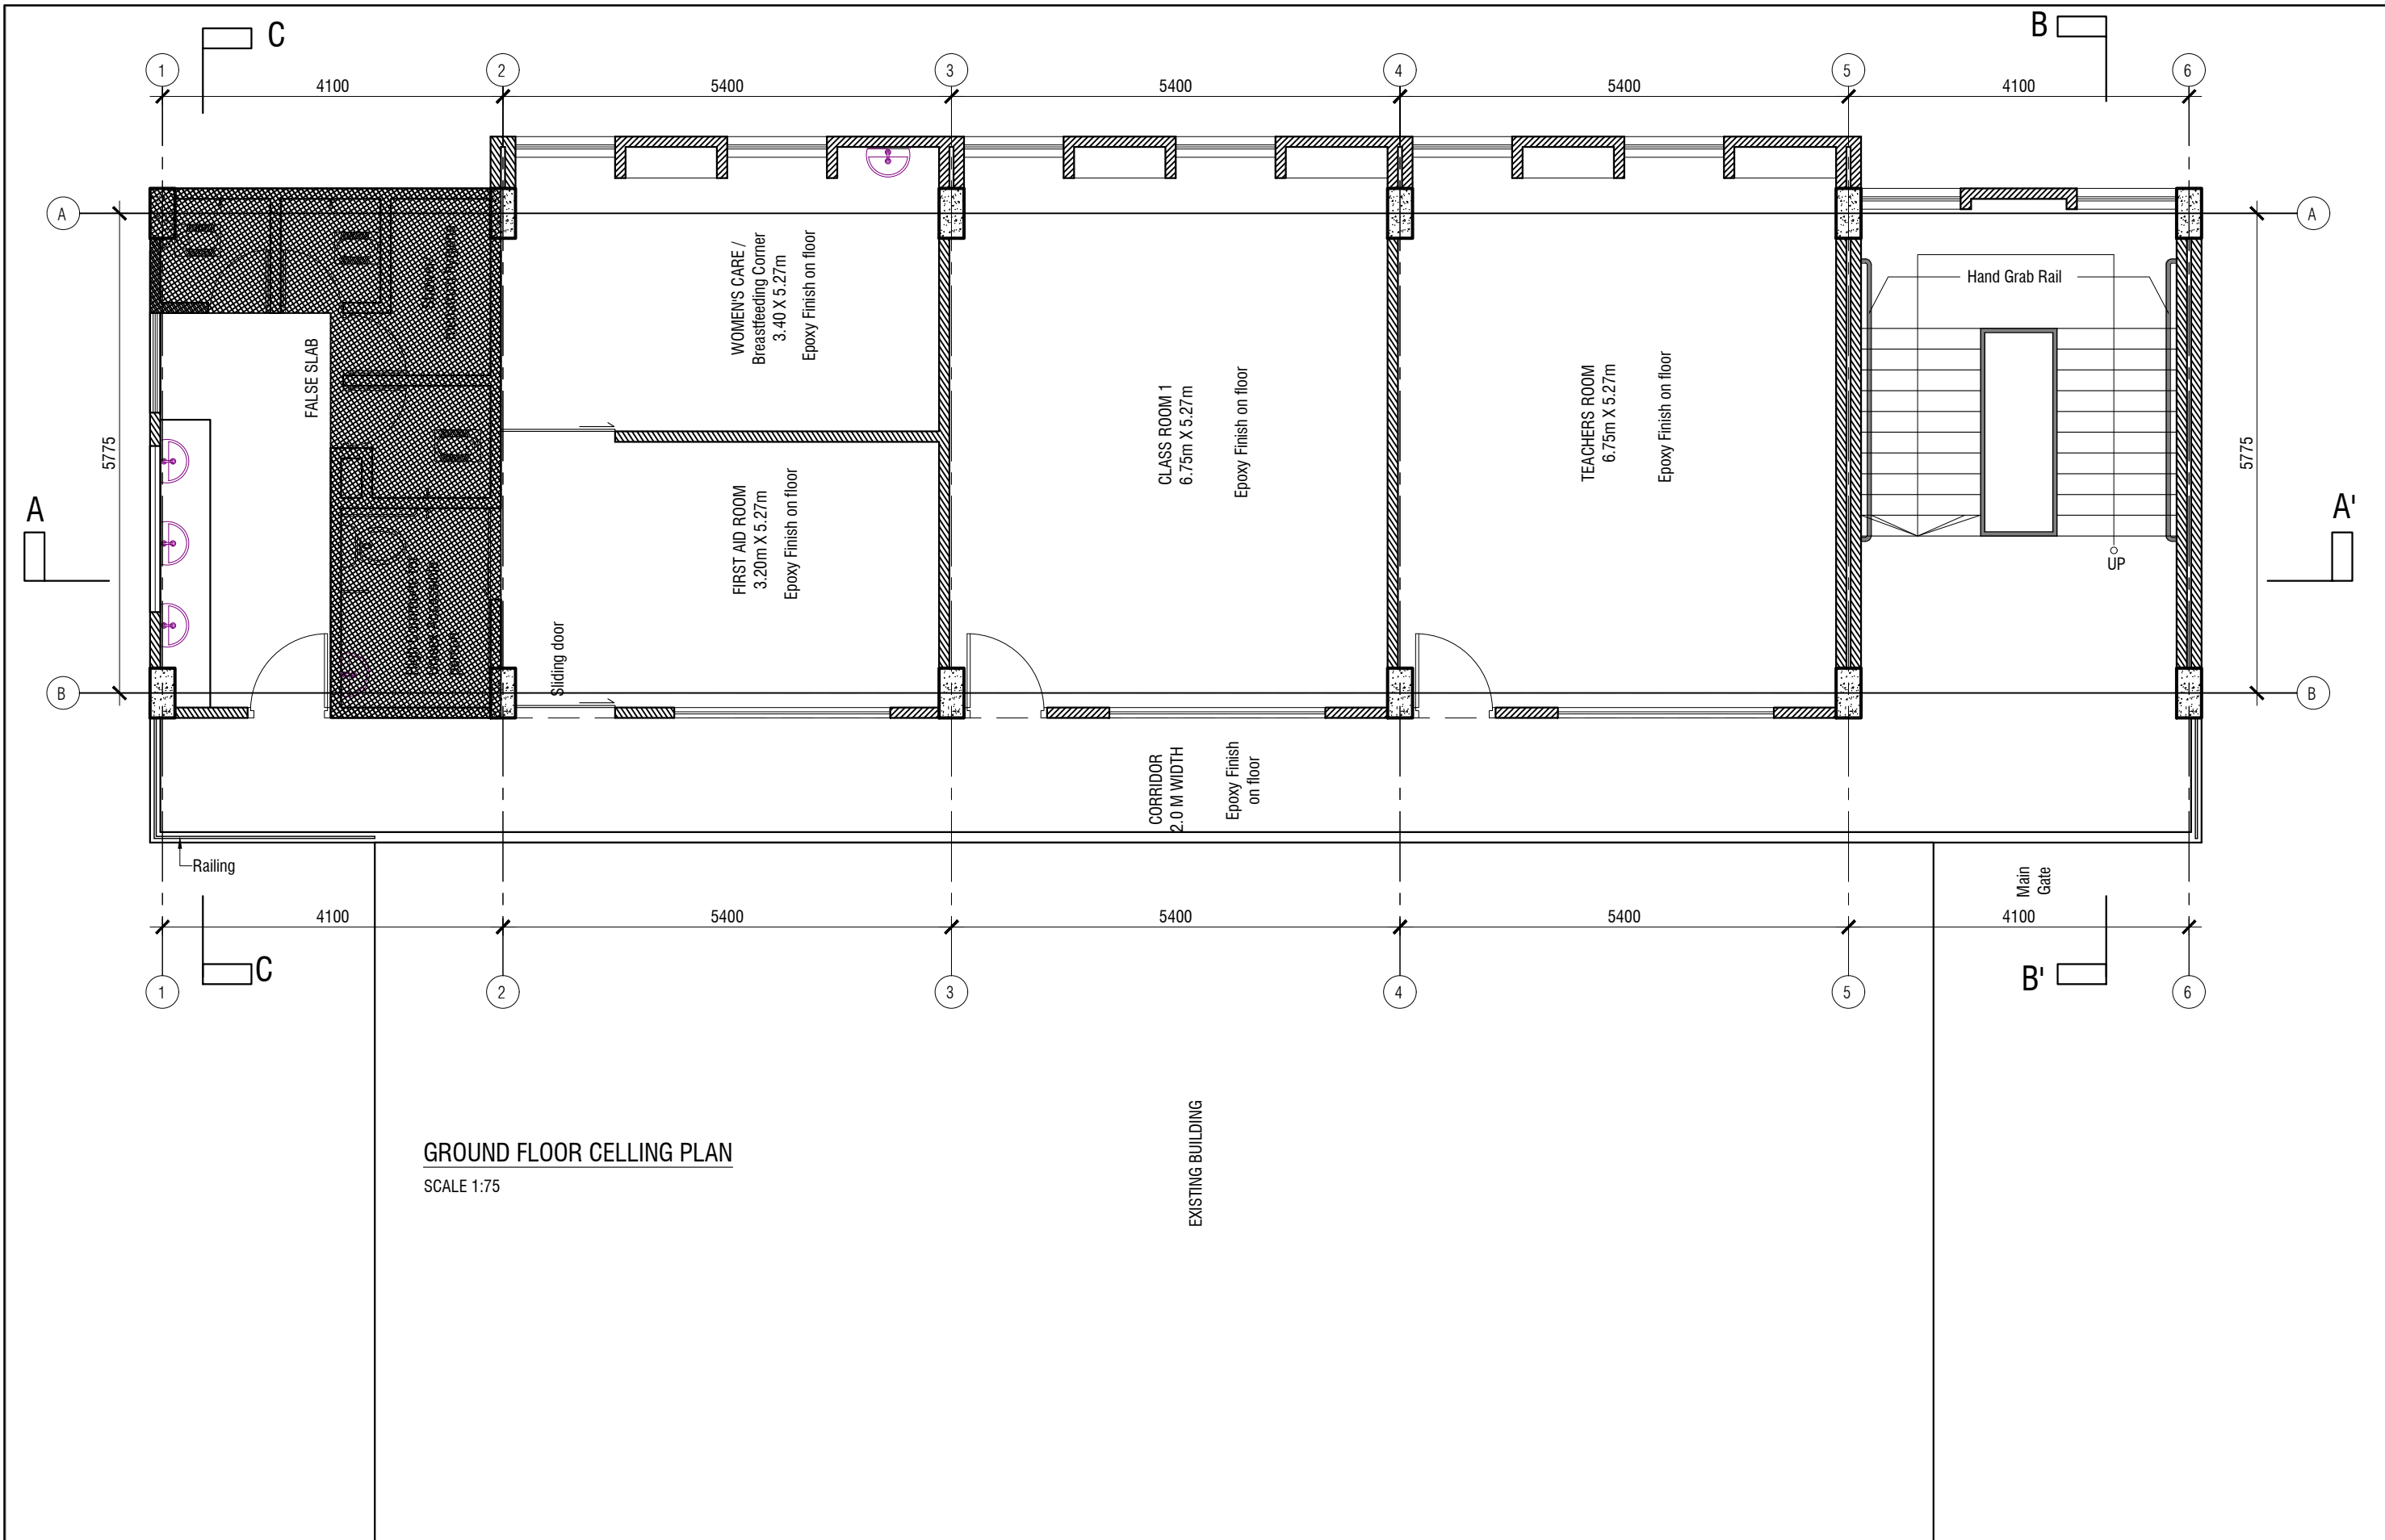 C
B
1
2
3
4
5
6
4100
5400
5400
5400
4100
A
A
Hand Grab Rail
WOMEN'S CARE /
Breastfeeding Corner
3.40 X 5.27m
Epoxy Finish on floor
FALSE SLAB
CLASS ROOM 1
6.75m X 5.27m
Epoxy Finish on floor
TEACHERS ROOM
6.75m X 5.27m
Epoxy Finish on floor
5775
5775
A
A'
FIRST AID ROOM
3.20m X 5.27m
Epoxy Finish on floor
UP
Sliding door
B
B
CORRIDOR
2.0 M WIDTH
Epoxy Finish
on floor
Railing
Main
Gate
4100
5400
5400
5400
4100
C
B'
1
2
3
4
5
6
GROUND FLOOR CELLING PLAN
SCALE 1:75
EXISTING BUILDING